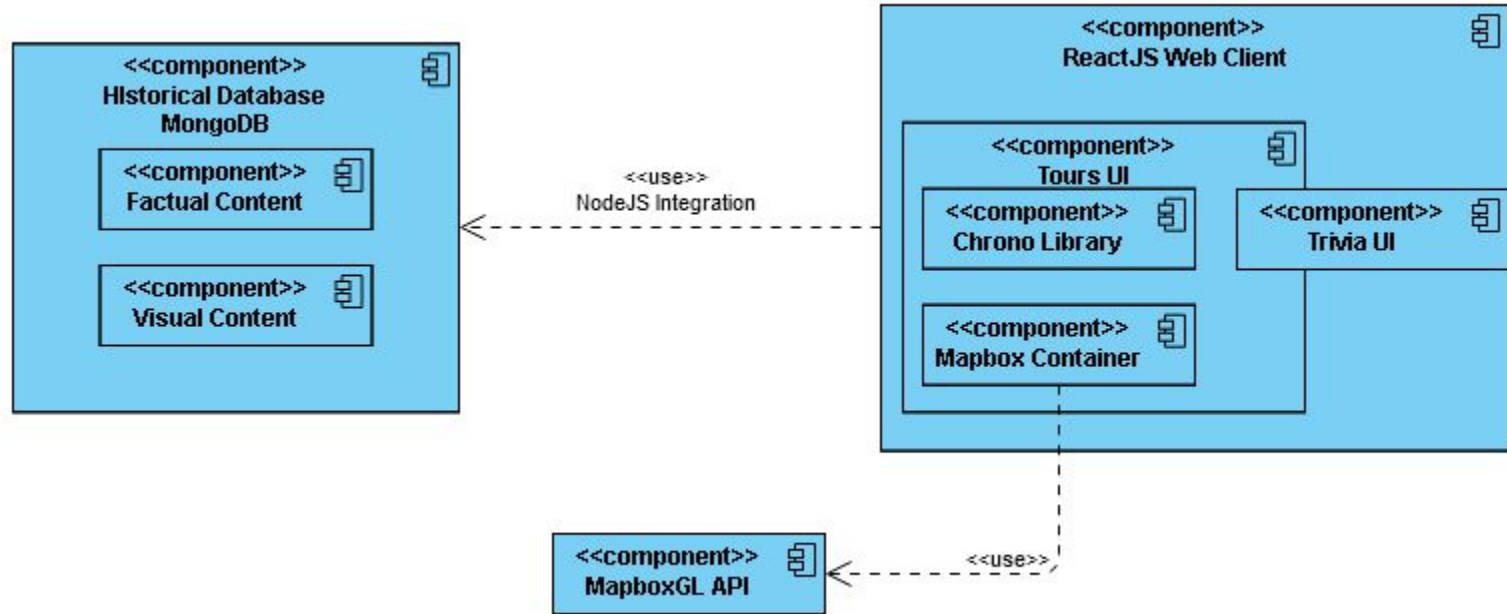 <<component>>
HIstorical Database
MongoDB
<<component>>
Factual Content
<<component>>
Visual Content
<<use>>
NodeJS Integration
<<component>>
ReactJS Web Client
<<component>>
Tours UI
<<component>>
Chrono Library
<<component>>
Trivia UI
<<component>>
Mapbox Container
<<component>>
MapboxGL API
<<use>>